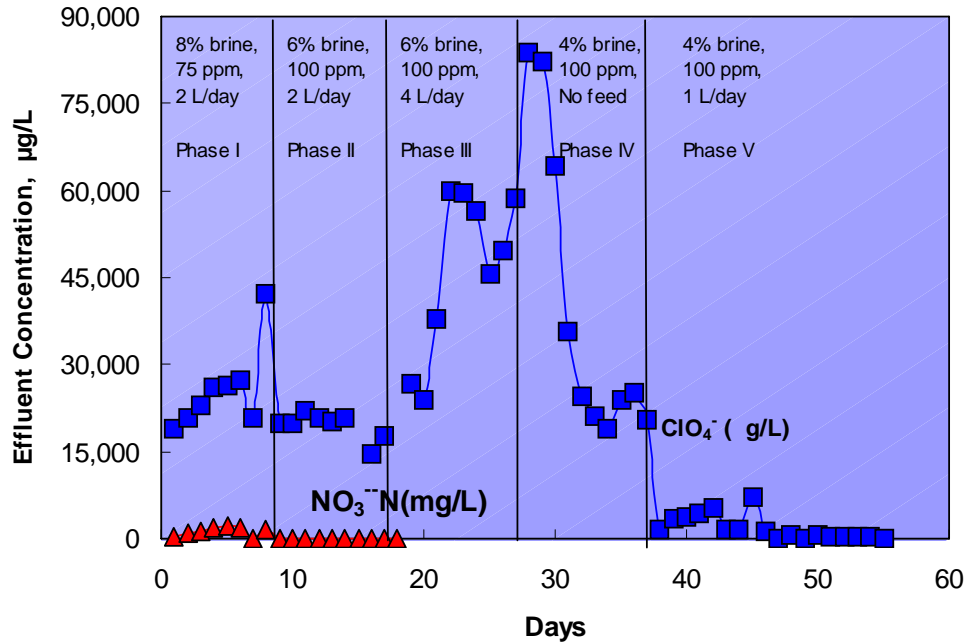 90,000
75,000
60,000
45,000
30,000
15,000
0
Effluent Concentration, µg/L
8% brine,
75 ppm,
2 L/day
Phase I
6% brine,
100 ppm,
2 L/day
Phase II
6% brine,
100 ppm,
4 L/day
Phase III
4% brine,
100 ppm,
No feed
Phase IV
4% brine,
100 ppm,
1 L/day
Phase V
ClO₄⁻ ( g/L)
NO₃⁻⁻N(mg/L)
0 10 20 30 40 50 60
Days